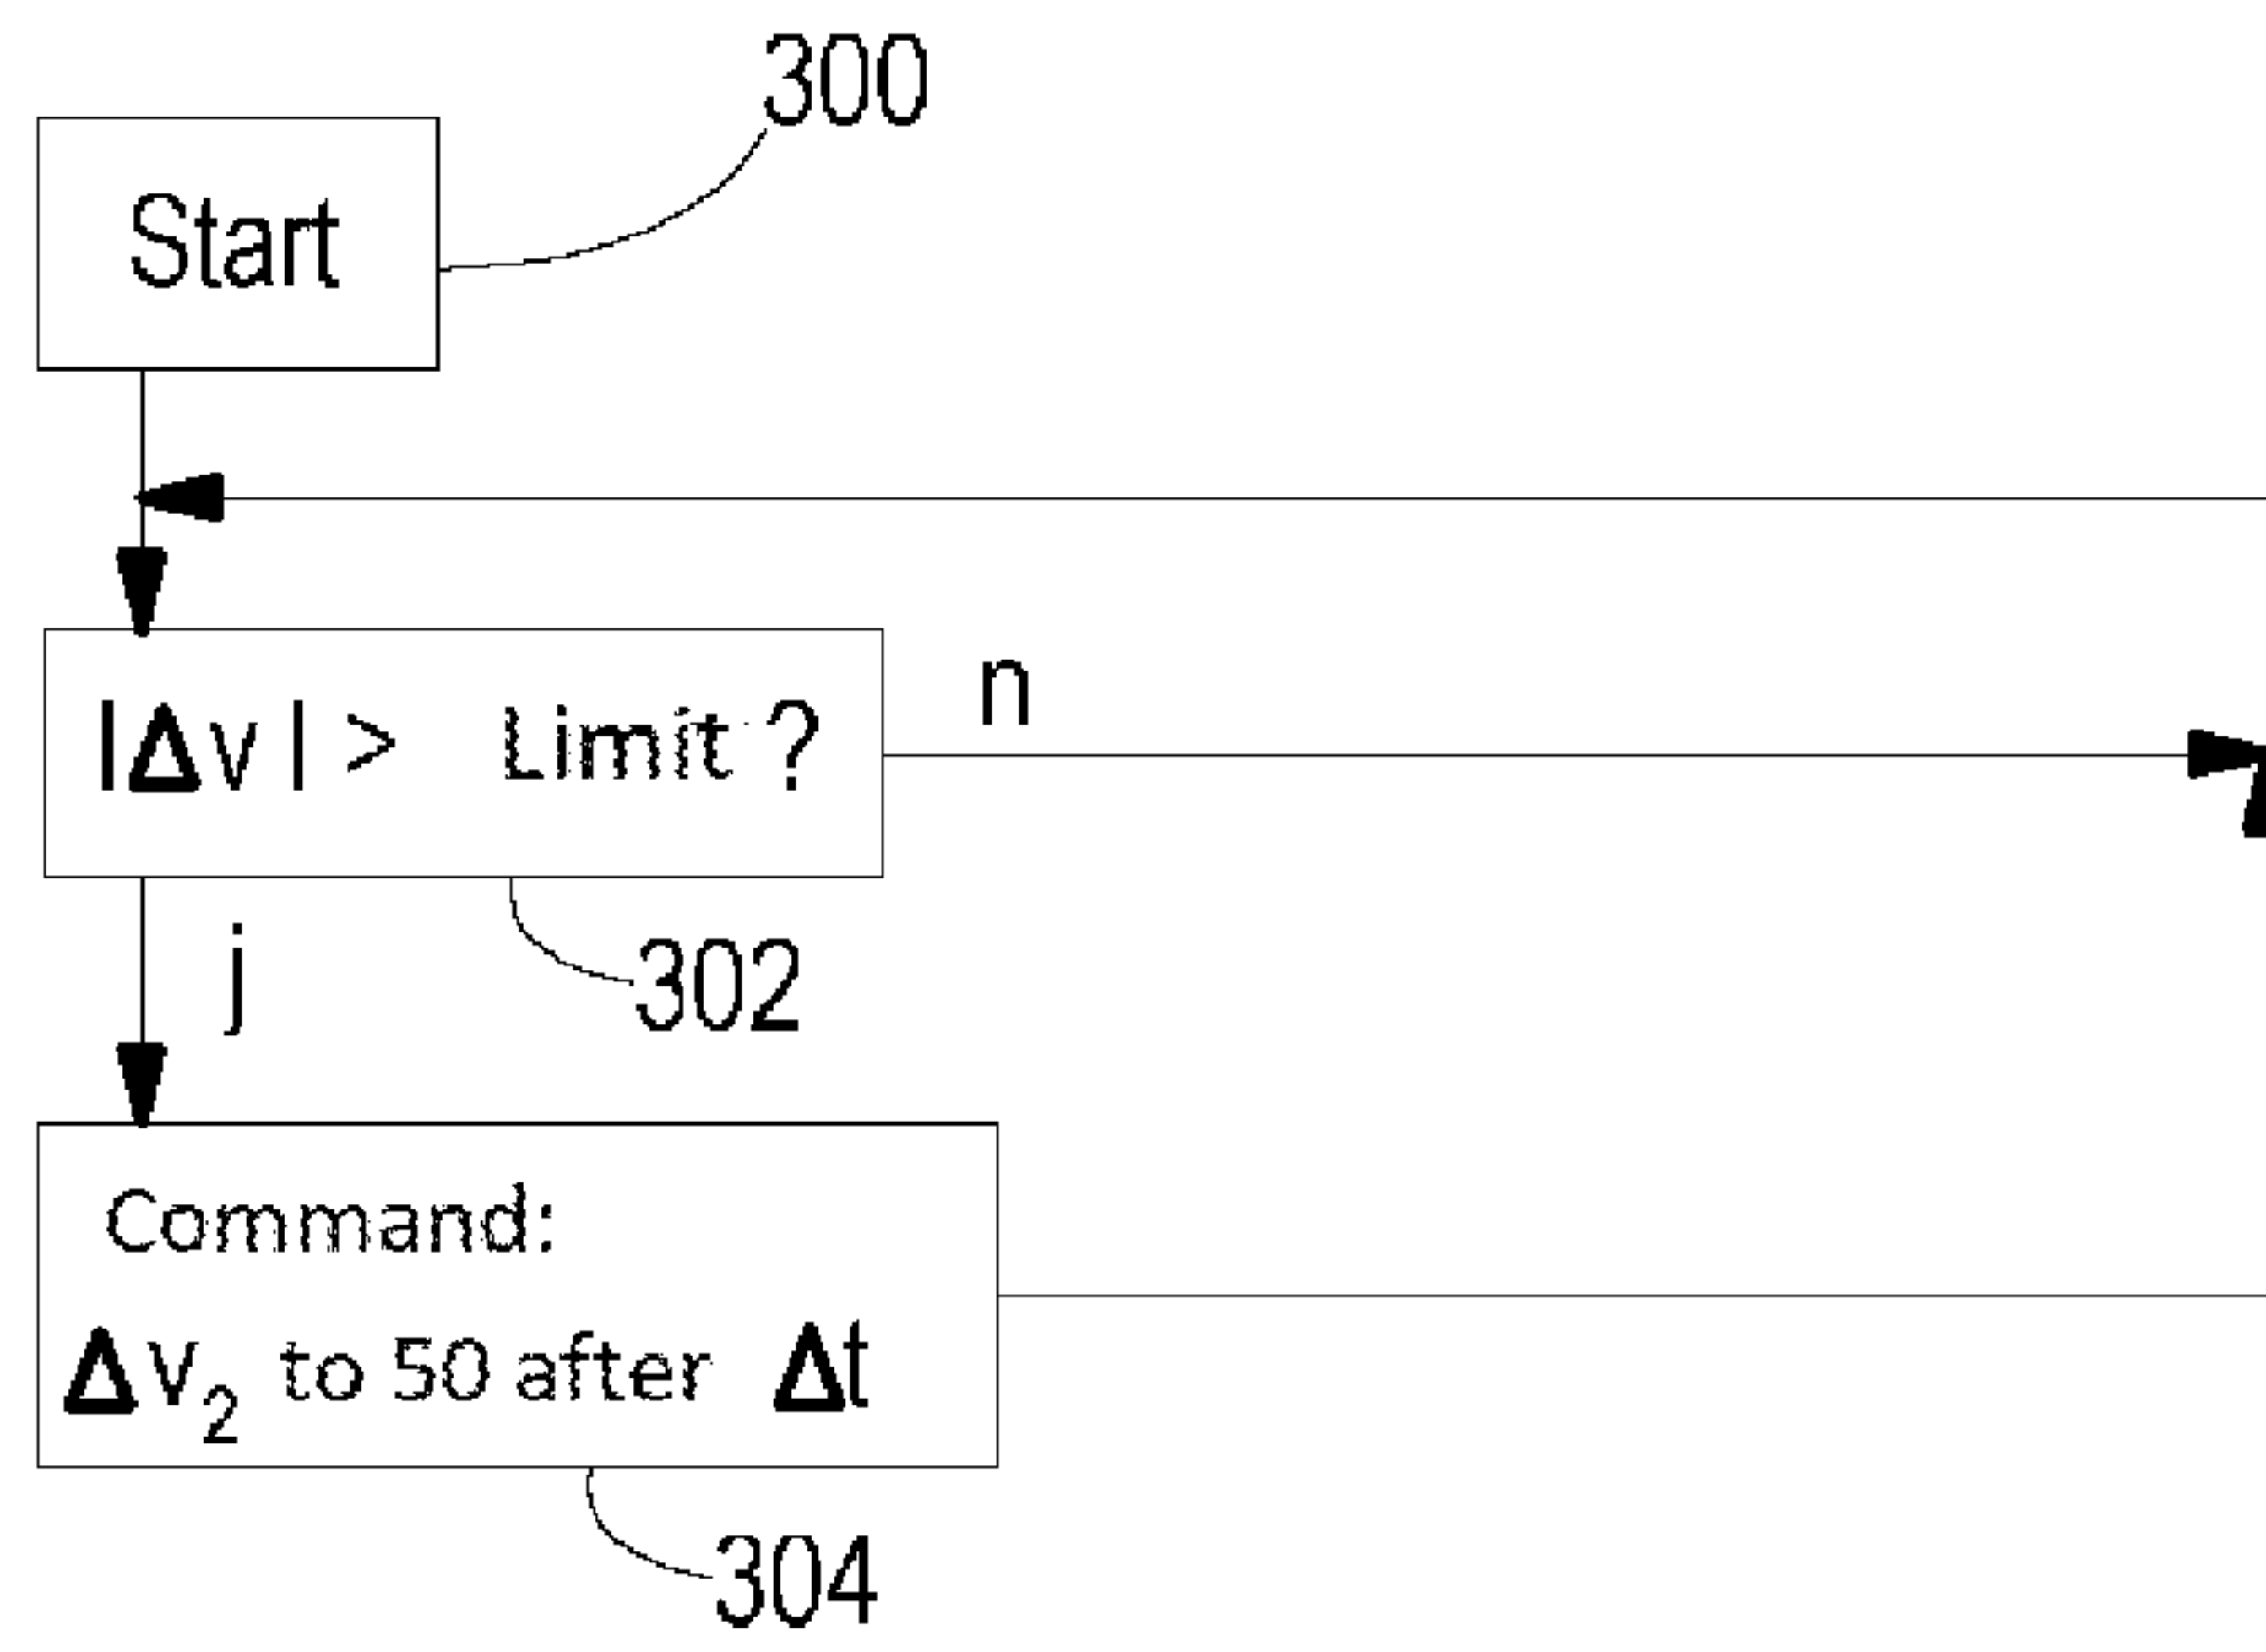 300
Start
|Δv| > Limit ?
n
j
302
Command:
Δv₂ to 50 after Δt
304